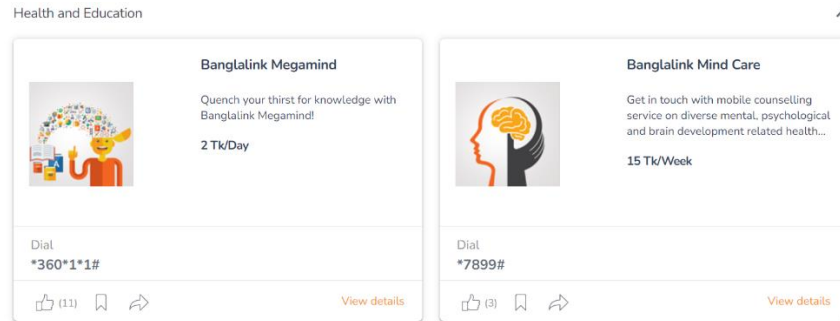 Health and Education
Banglalink Megamind
Quench your thirst for knowledge with
Banglalink Megamind!
2 Tk/Day
Dial
*360*1*1#
(11)
View details
Banglalink Mind Care
Get in touch with mobile counselling
service on diverse mental, psychological
and brain development related health...
15 Tk/Week
Dial
*7899#
(3)
View details